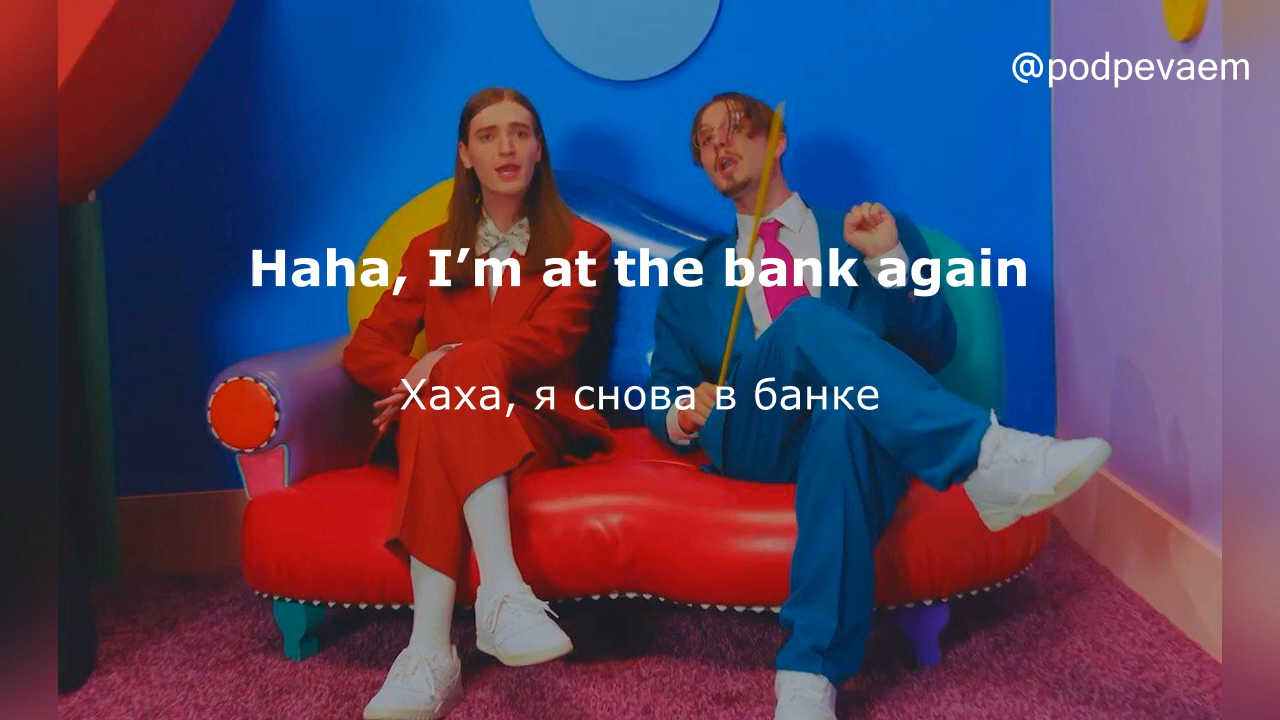 @podpevaem
Haha, I’m at the bank again
Хаха, я снова в банке